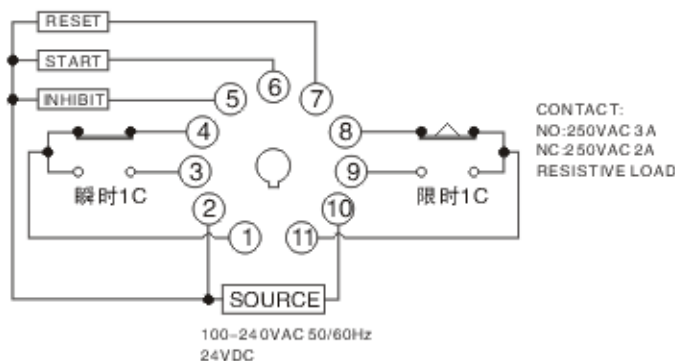 RESET
START
INHIBIT
5
6
7
4
8
3
9
瞬时1C
限时1C
2
10
1
11
CONTACT:
NO:250VAC 3A
NC:250VAC 2A
RESISTIVE LOAD
SOURCE
100-240VAC 50/60Hz
24VDC